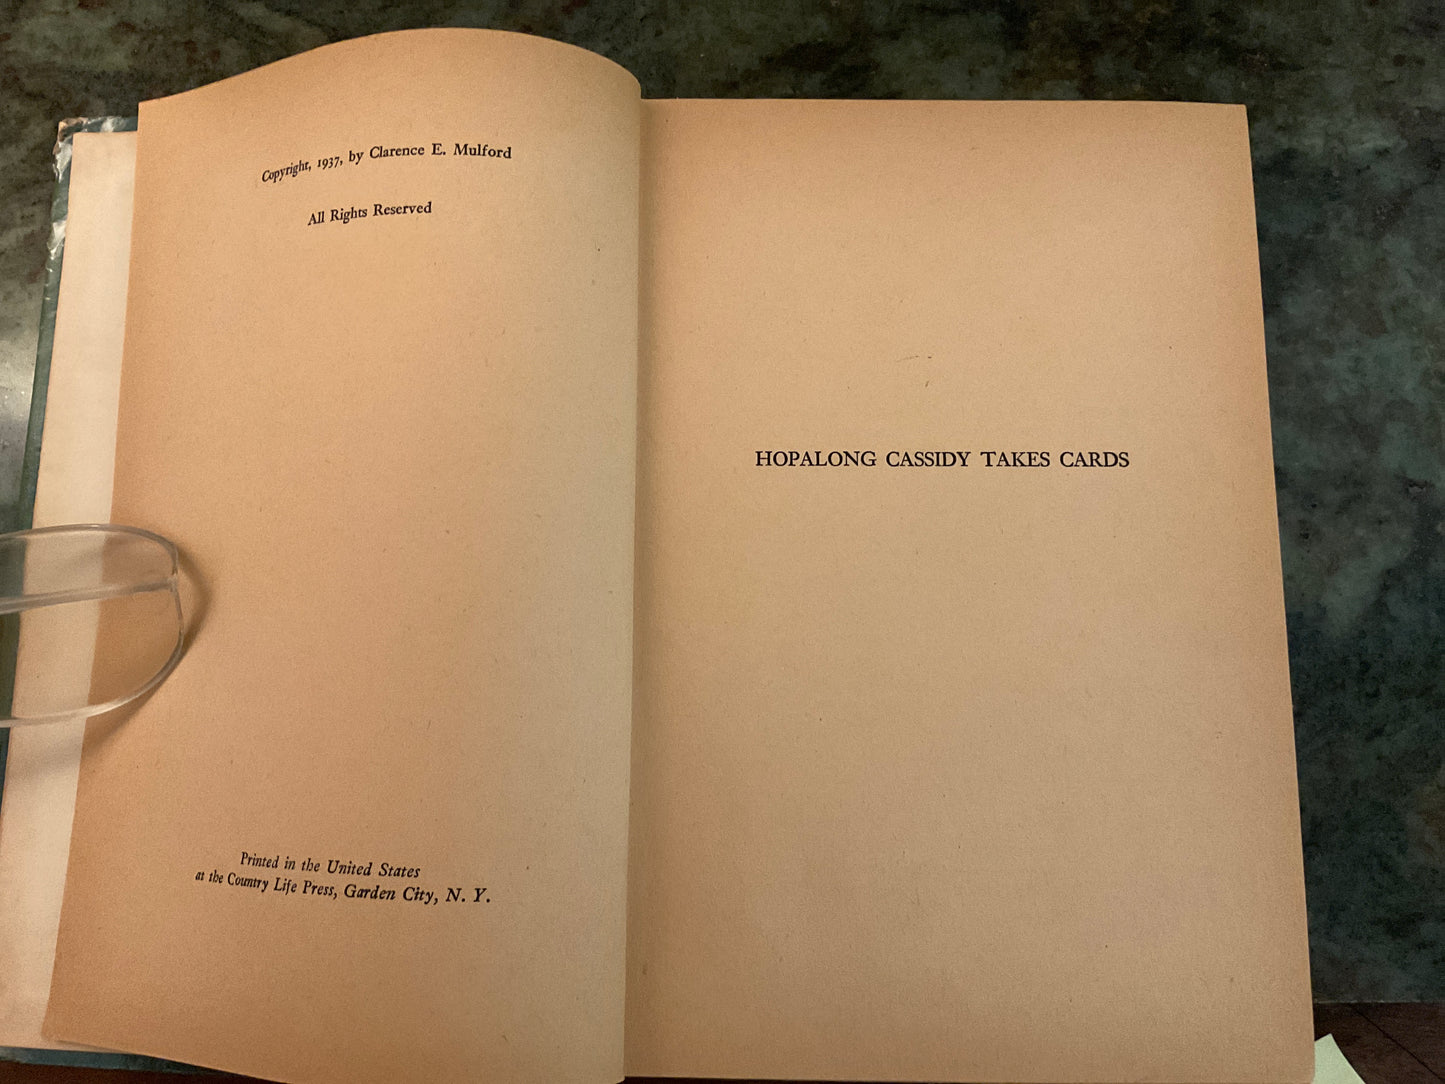 Copyright, 1937, by Clarence E. Mulford
All Rights Reserved
Printed in the United States
at the Country Life Press, Garden City, N. Y.
HOPALONG CASSIDY TAKES CARDS